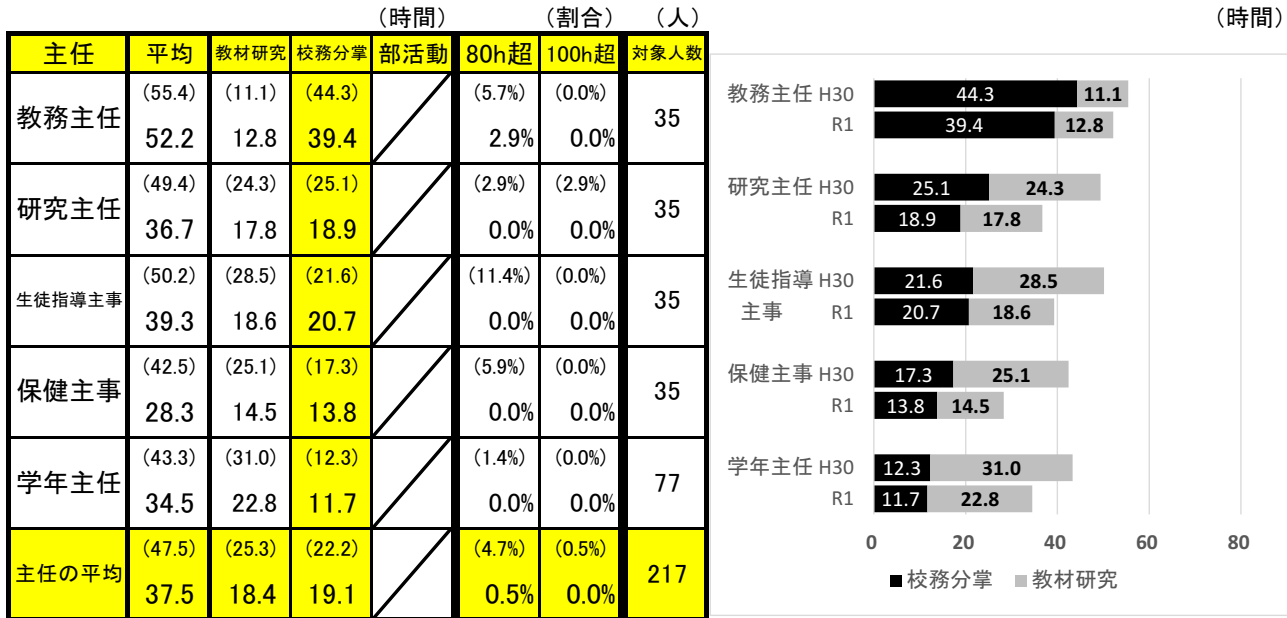 （時間） （割合） （人）
主任 平均 教材研究 校務分掌 部活動 80h超 100h超 対象人数
教務主任 (55.4) (11.1) (44.3) (5.7%) (0.0%) 35
52.2 12.8 39.4 2.9% 0.0%
研究主任 (49.4) (24.3) (25.1) (2.9%) (2.9%) 35
36.7 17.8 18.9 0.0% 0.0%
生徒指導主事 (50.2) (28.5) (21.6) (11.4%) (0.0%) 35
39.3 18.6 20.7 0.0% 0.0%
保健主事 (42.5) (25.1) (17.3) (5.9%) (0.0%) 35
28.3 14.5 13.8 0.0% 0.0%
学年主任 (43.3) (31.0) (12.3) (1.4%) (0.0%) 77
34.5 22.8 11.7 0.0% 0.0%
主任の平均 (47.5) (25.3) (22.2) (4.7%) (0.5%) 217
37.5 18.4 19.1 0.5% 0.0%
（時間）
教務主任 H30 44.3 11.1
R1 39.4 12.8
研究主任 H30 25.1 24.3
R1 18.9 17.8
生徒指導 H30 21.6 28.5
主事 R1 20.7 18.6
保健主事 H30 17.3 25.1
R1 13.8 14.5
学年主任 H30 12.3 31.0
R1 11.7 22.8
0 20 40 60 80
■校務分掌 ■教材研究